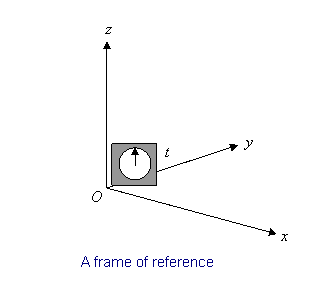 z
t
y
O
x
A frame of reference